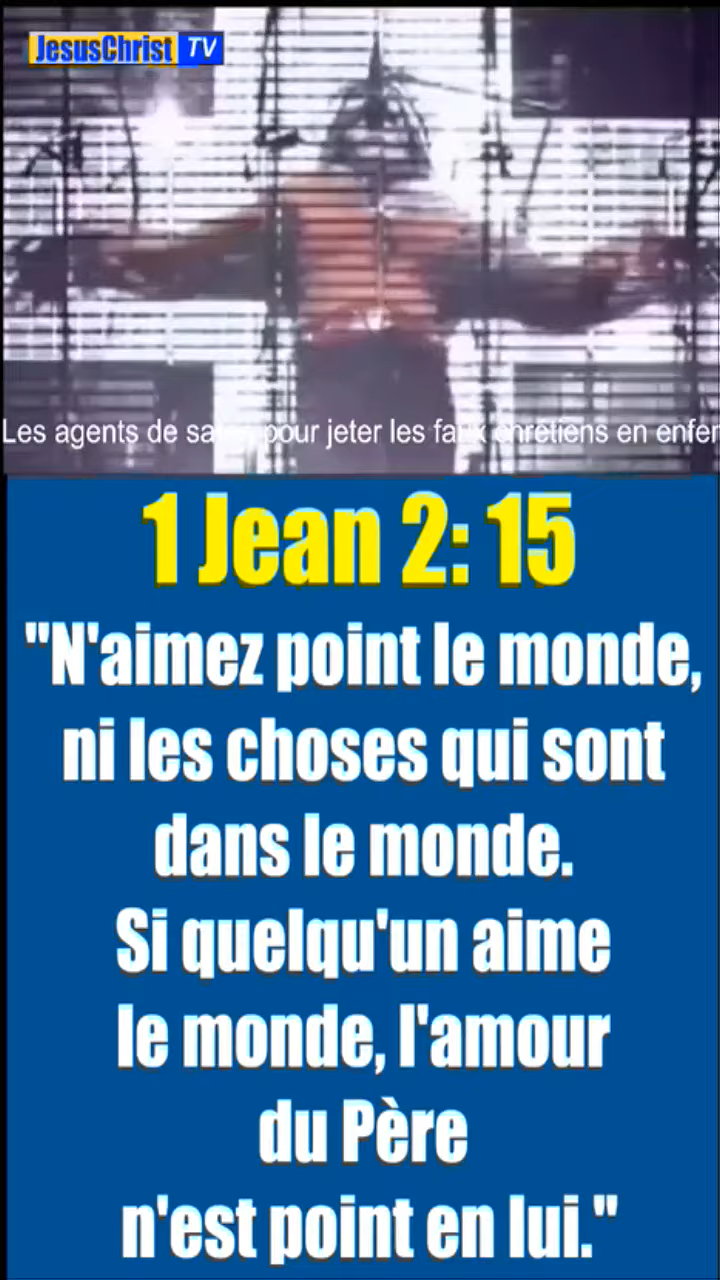 JesusChrist TV
Les agents de pour jeter les chrétiens en enfer
1 Jean 2: 15
"N'aimez point le monde,
ni les choses qui sont
dans le monde.
Si quelqu'un aime
le monde, l'amour
du Père
n'est point en lui."